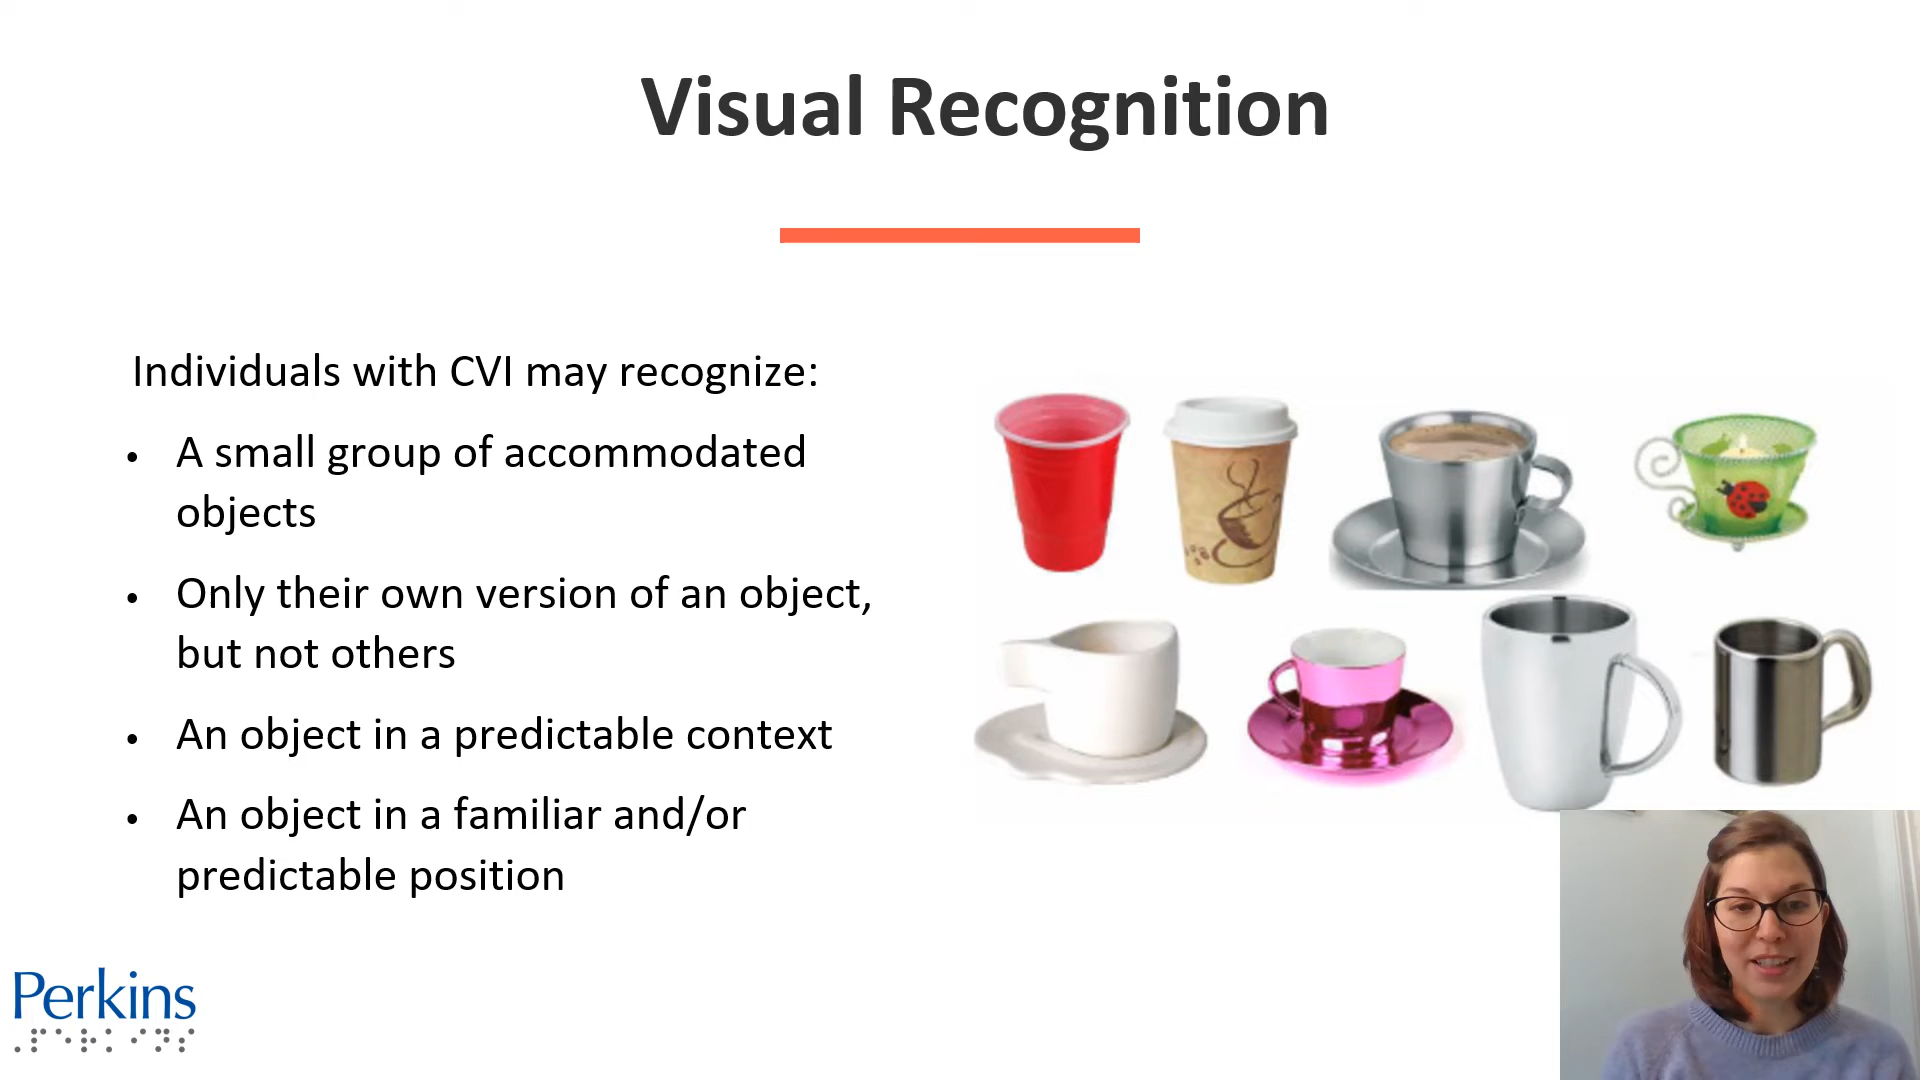 Visual Recognition
Individuals with CVI may recognize:
• A small group of accommodated
objects
• Only their own version of an object,
but not others
• An object in a predictable context
• An object in a familiar and/or
predictable position
Perkins
⠠⠏⠑⠗⠅⠊⠝⠎